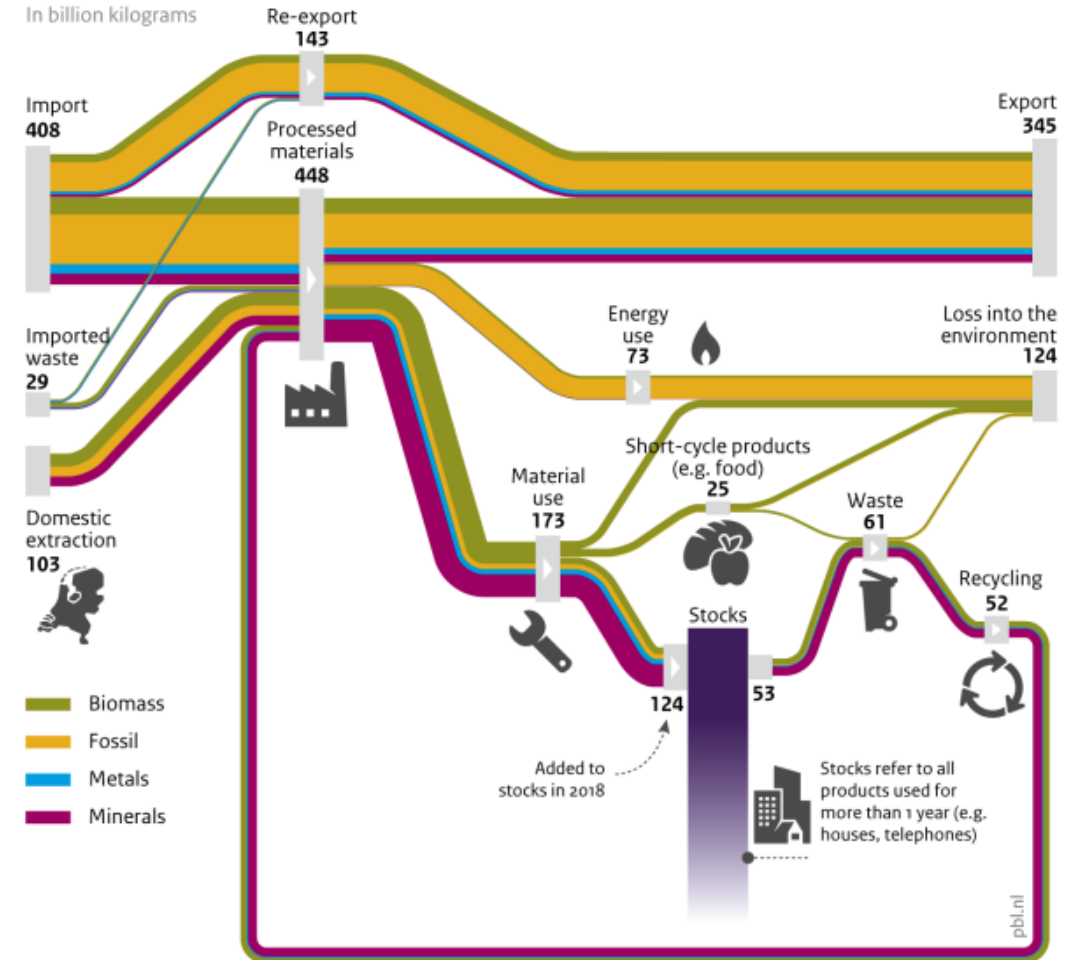 In billion kilograms
Re-export
143
Import
408
Export
345
Processed
materials
448
Imported
waste
29
Energy
use
73
Loss into the
environment
124
Short-cycle products
(e.g. food)
25
Material
use
173
Waste
61
Domestic
extraction
103
Recycling
52
Stocks
124
53
Biomass
Fossil
Metals
Minerals
Added to
stocks in 2018
Stocks refer to all
products used for
more than 1 year (e.g.
houses, telephones)
pbl.nl